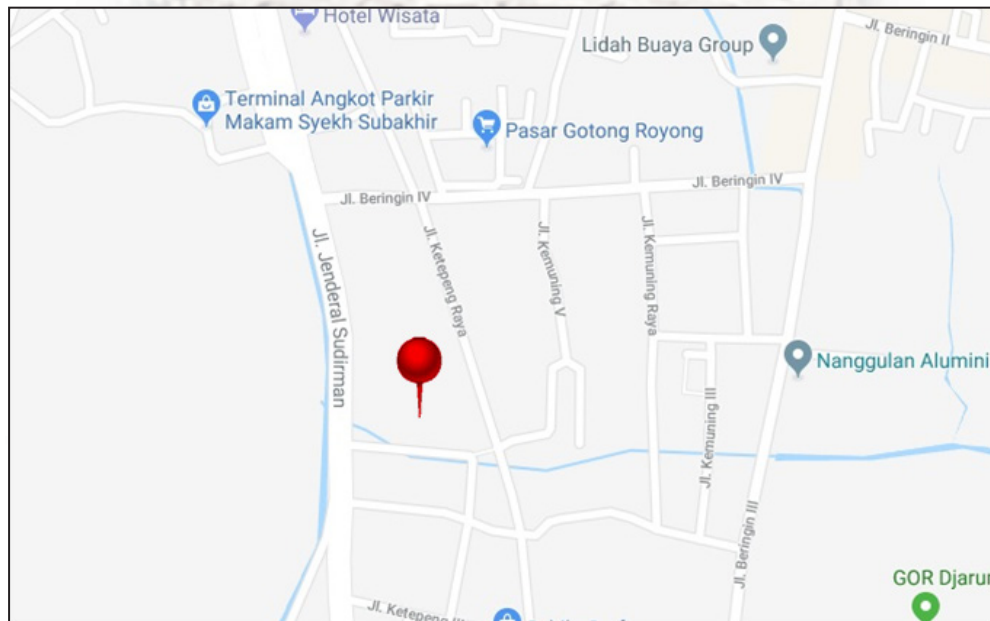 Hotel Wisata
Lidah Buaya Group
Jl. Beringin II
Terminal Angkot Parkir
Makam Syekh Subakhir
Pasar Gotong Royong
Jl. Beringin IV
Jl. Beringin IV
Jl. Jenderal Sudirman
Jl. Ketepeng Raya
Jl. Kemuning V
Jl. Kemuning Raya
Nanggulan Alumini
Jl. Kemuning III
Jl. Beringin III
GOR Djarum
Jl. Ketepeng